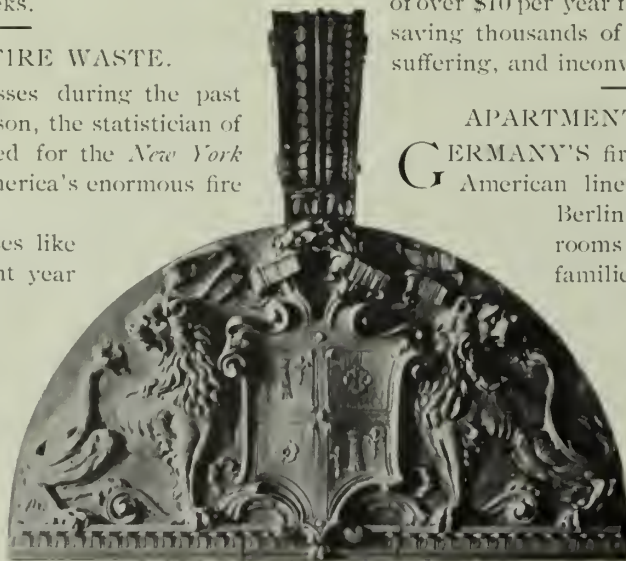 eks.
FIRE WASTE.
sses during the past
son, the statistician of
ed for the New York
merica's enormous fire
es like
nt year
of over $10 per year
saving thousands of
suffering, and inconv
APARTMENT
GERMANY'S fir
American line
Berlin
rooms
familie